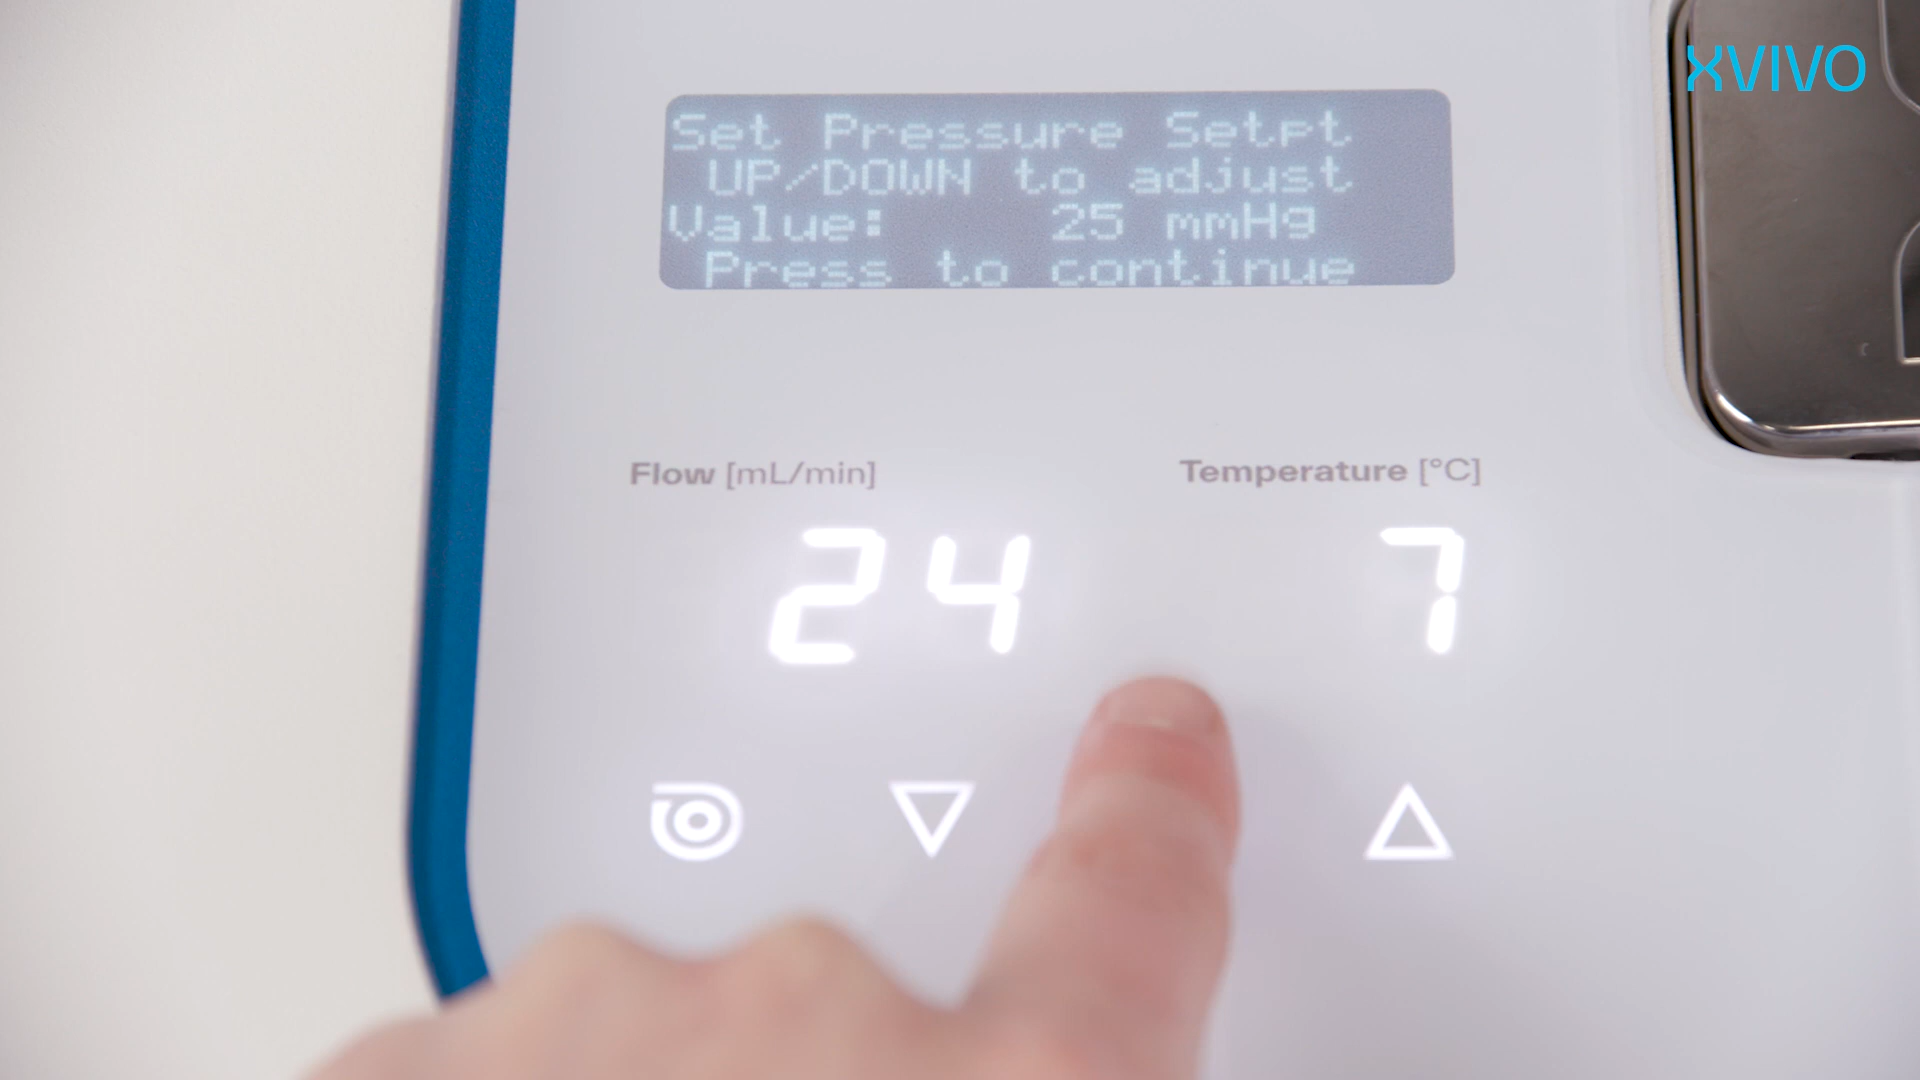 XVIVO
Set Pressure Setpt
UP/DOWN to adjust
Value: 25 mmHg
Press to continue
Flow [mL/min] Temperature [°C]
24 7